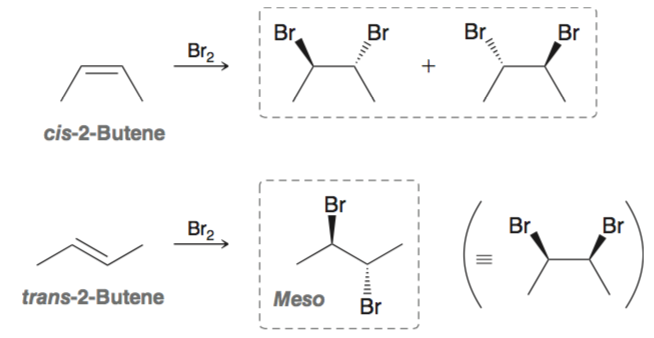 Br₂
Br Br + Br Br
cis-2-Butene
Br₂
Br
Br Br
≡
trans-2-Butene
Meso Br